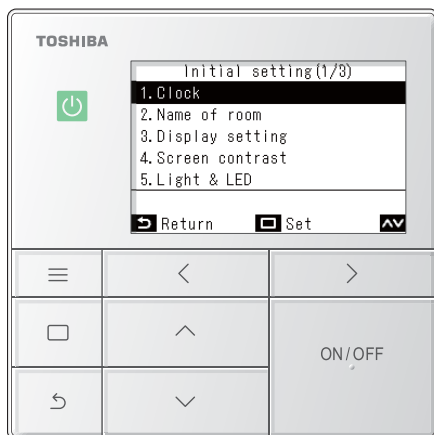 TOSHIBA
Initial setting(1/3)
1.Clock
2.Name of room
3.Display setting
4.Screen contrast
5.Light & LED
Return Set
ON/OFF